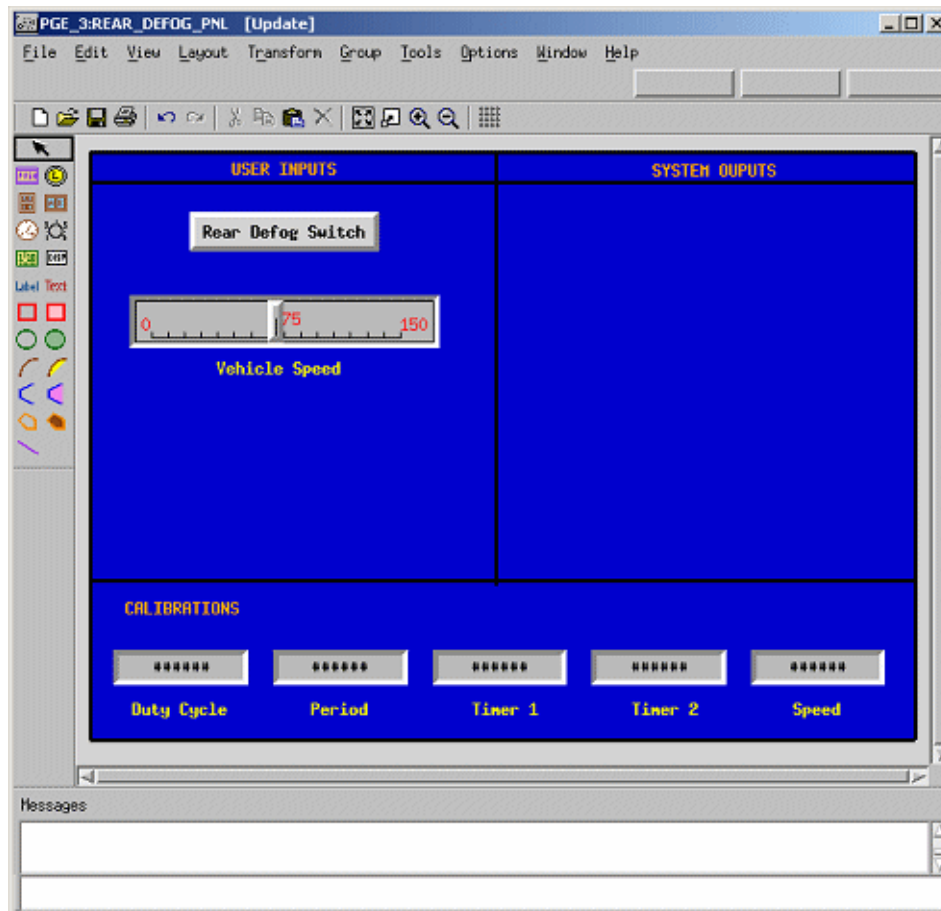 PGE_3:REAR_DEFOG_PNL [Update]
File Edit View Layout Transform Group Tools Options Window Help
Label Text
USER INPUTS
SYSTEM OUPUTS
Rear Defog Switch
0 75 150
Vehicle Speed
CALIBRATIONS
###### ###### ###### ###### ######
Duty Cycle Period Timer 1 Timer 2 Speed
Messages